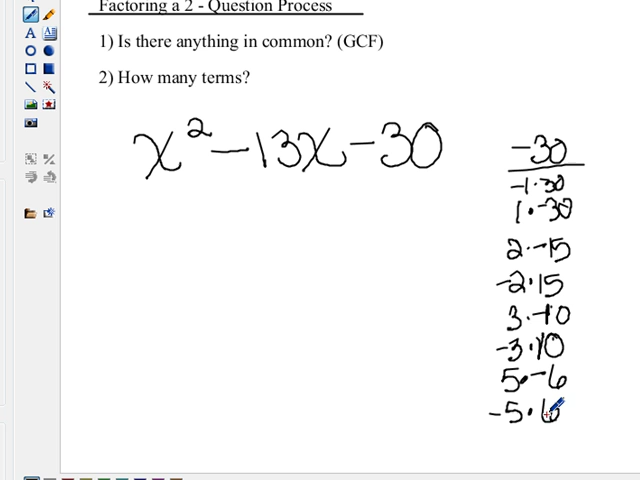 Factoring a 2 - Question Process
1) Is there anything in common? (GCF)
2) How many terms?
x² - 13x - 30
-30
-1·30
1·-30
2·-15
-2·15
3·-10
-3·10
5·-6
-5·6